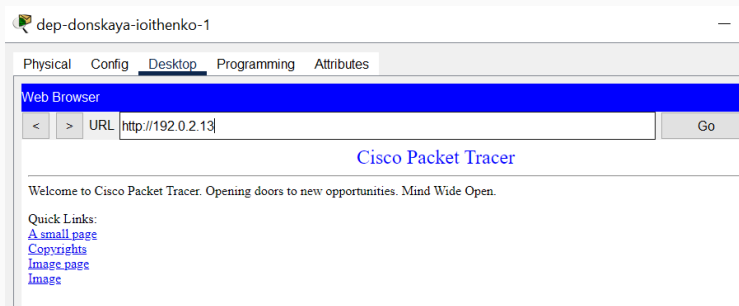 dep-donskaya-ioithenko-1
Physical Config Desktop Programming Attributes
Web Browser
< > URL http://192.0.2.13 Go
Cisco Packet Tracer
Welcome to Cisco Packet Tracer. Opening doors to new opportunities. Mind Wide Open.
Quick Links:
A small page
Copyrights
Image page
Image